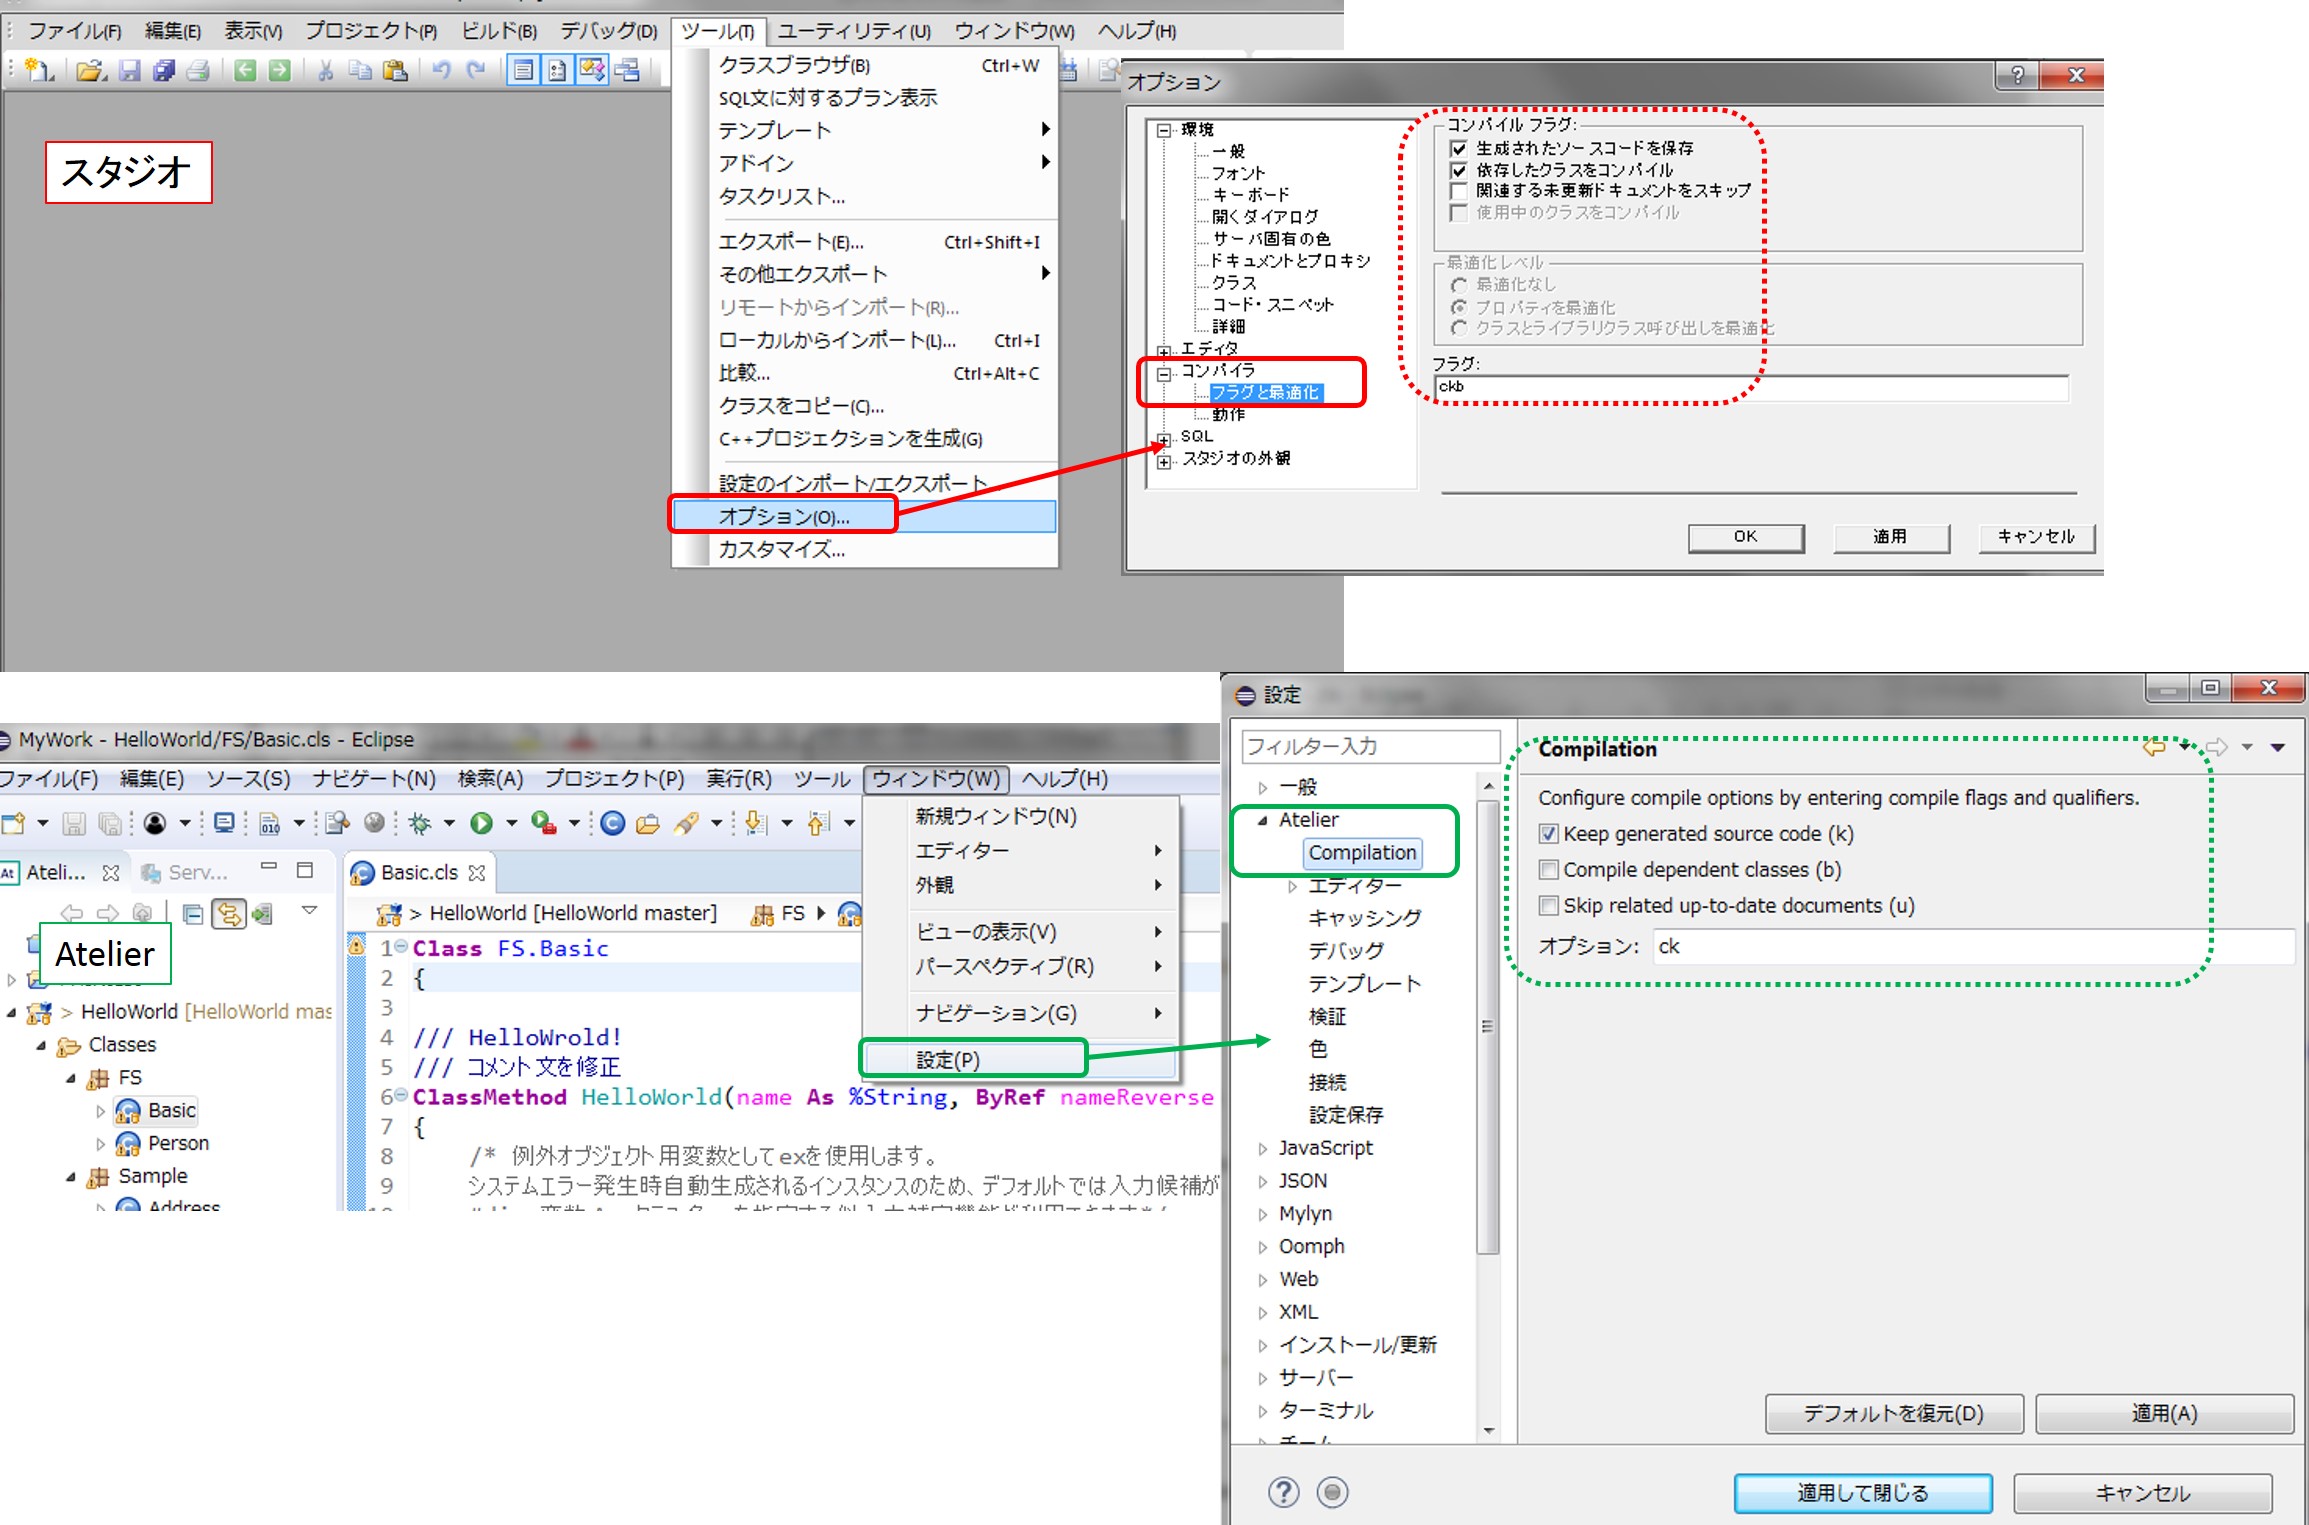 ファイル(F) 編集(E) 表示(V) プロジェクト(P) ビルド(B) デバッグ(D) ツール(T) ユーティリティ(U) ウィンドウ(W) ヘルプ(H)
スタジオ
クラスブラウザ(B) Ctrl+W
SQL文に対するプラン表示
テンプレート
アドイン
タスクリスト...
エクスポート(E)... Ctrl+Shift+I
その他エクスポート
リモートからインポート(R)...
ローカルからインポート(L)... Ctrl+I
比較... Ctrl+Alt+C
クラスをコピー(C)...
C++プロジェクションを生成(G)
設定のインポート/エクスポート...
オプション(O)...
カスタマイズ...
オプション
環境
一般
フォント
キーボード
開くダイアログ
サーバ固有の色
ドキュメントとプロキシ
クラス
コード・スニペット
詳細
エディタ
コンパイラ
フラグと最適化
動作
SQL
スタジオの外観
コンパイル フラグ:
生成されたソースコードを保存
依存したクラスをコンパイル
関連する未更新ドキュメントをスキップ
使用中のクラスをコンパイル
最適化レベル
最適化なし
プロパティを最適化
クラスとライブラリクラス呼び出しを最適化
フラグ:
ckb
OK 適用 キャンセル
MyWork - HelloWorld/FS/Basic.cls - Eclipse
ファイル(F) 編集(E) ソース(S) ナビゲート(N) 検索(A) プロジェクト(P) 実行(R) ツール ウィンドウ(W) ヘルプ(H)
Ateli... Serv...
Atelier
> HelloWorld [HelloWorld mas
Classes
FS
Basic
Person
Sample
Address
Basic.cls
> HelloWorld [HelloWorld master] FS
1 Class FS.Basic
2 {
3
4 /// HelloWrold!
5 /// コメント文を修正
6 ClassMethod HelloWorld(name As %String, ByRef nameReverse
7 {
8 /* 例外オブジェクト用変数としてexを使用します。
9 システムエラー発生時自動生成されるインスタンスのため、デフォルトでは入力候補が
新規ウィンドウ(N)
エディター
外観
ビューの表示(V)
パースペクティブ(R)
ナビゲーション(G)
設定(P)
設定
フィルター入力
一般
Atelier
Compilation
エディター
キャッシング
デバッグ
テンプレート
検証
色
接続
設定保存
JavaScript
JSON
Mylyn
Oomph
Web
XML
インストール/更新
サーバー
ターミナル
チーム
Compilation
Configure compile options by entering compile flags and qualifiers.
Keep generated source code (k)
Compile dependent classes (b)
Skip related up-to-date documents (u)
オプション: ck
デフォルトを復元(D) 適用(A)
適用して閉じる キャンセル